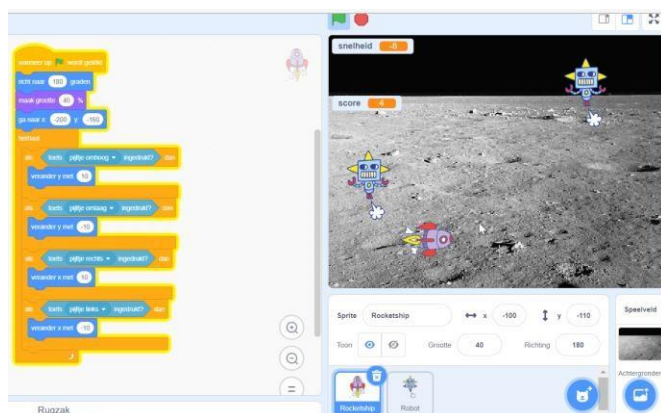 wanneer op wordt geklikt
richt naar 180 graden
maak grootte 40 %
ga naar x: -200 y: -160
herhaal
als toets pijltje omhoog ingedrukt? dan
verander y met 10
als toets pijltje omlaag ingedrukt? dan
verander y met -10
als toets pijltje rechts ingedrukt? dan
verander x met 10
als toets pijltje links ingedrukt? dan
verander x met -10
Rugzak
snelheid -8
score 4
Sprite Rocketship x -100 y -110
Toon Grootte 40 Richting 180
Rocketship Robot
Speelveld
Achtergronden